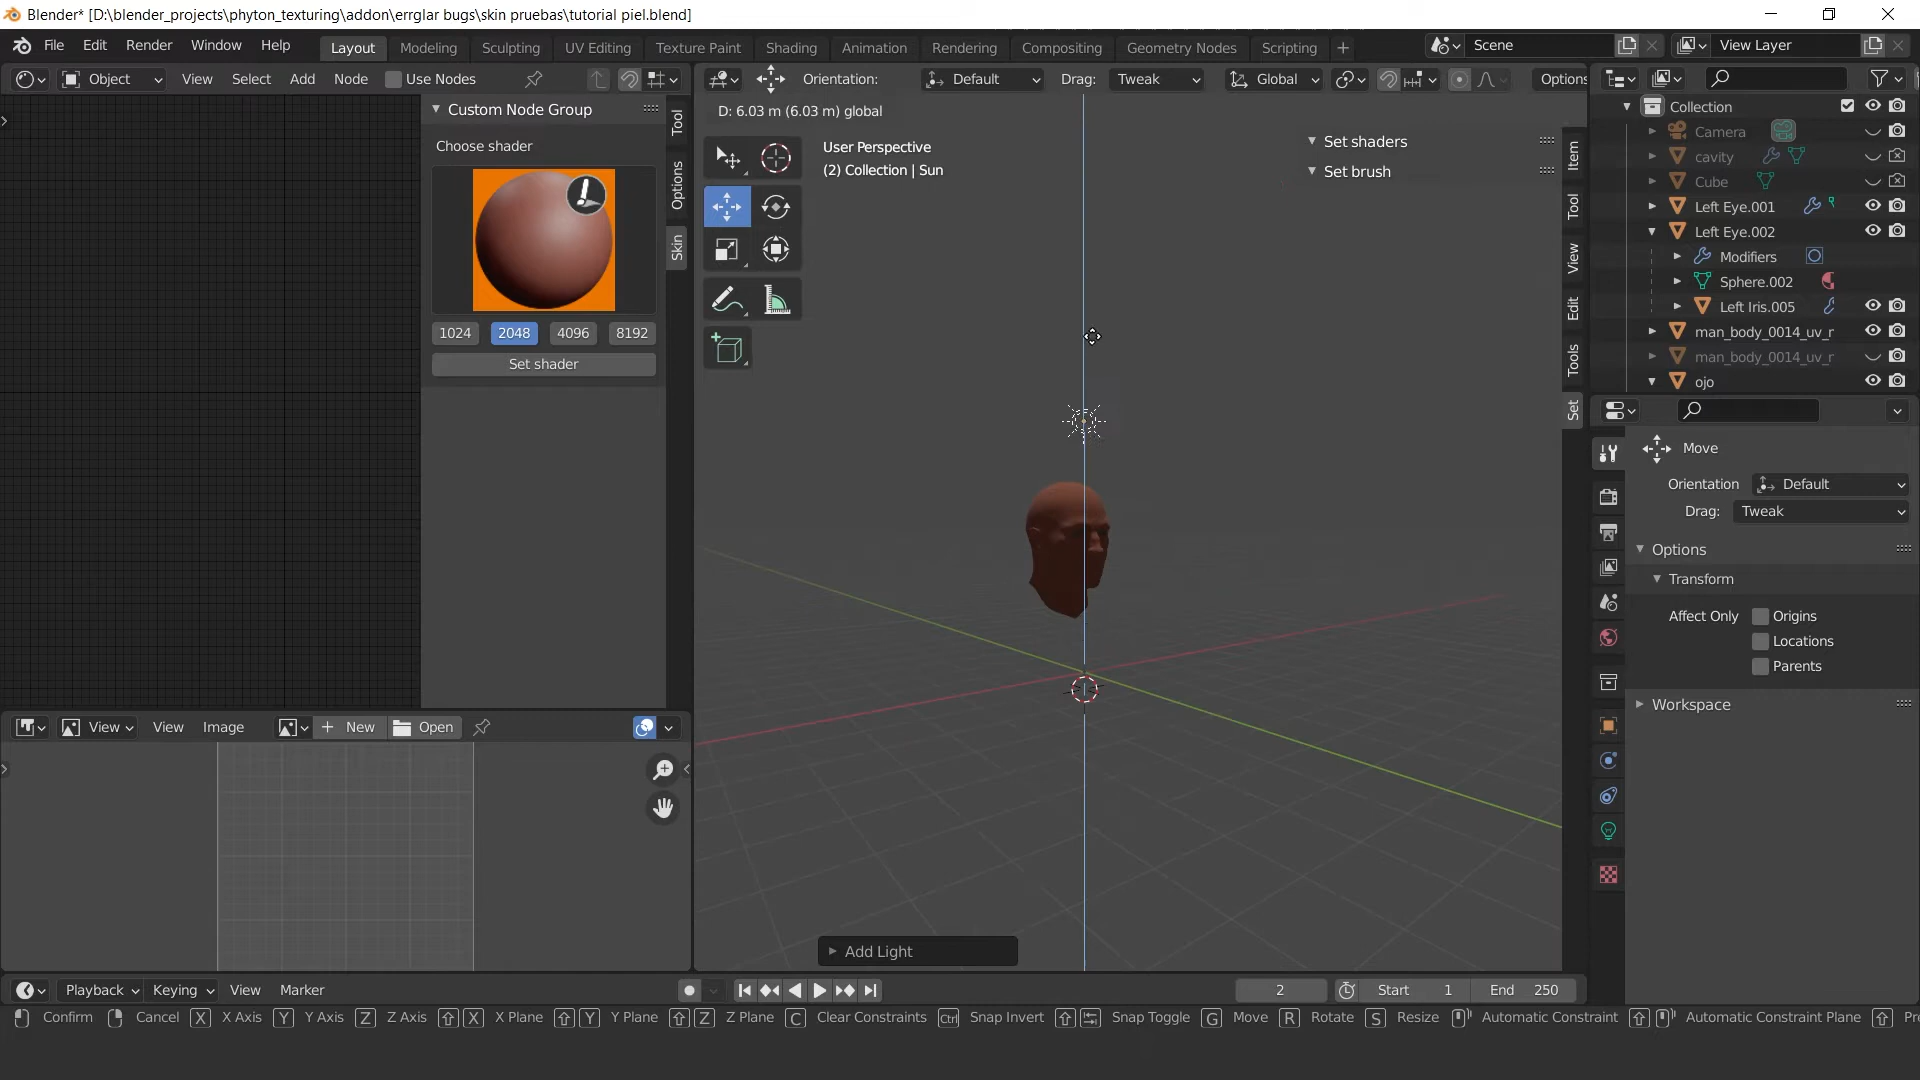 Blender* [D:\blender_projects\phyton_texturing\addon\errglar bugs\skin pruebas\tutorial piel.blend]
File Edit Render Window Help Layout Modeling Sculpting UV Editing Texture Paint Shading Animation Rendering Compositing Geometry Nodes Scripting + Scene View Layer
Object View Select Add Node Use Nodes Orientation: Default Drag: Tweak Global Options
Custom Node Group
Choose shader
1024 2048 4096 8192
Set shader
Tool
Options
Skin
D: 6.03 m (6.03 m) global
User Perspective
(2) Collection | Sun
Set shaders
Set brush
Item
Tool
View
Edit
Tools
Set
Add Light
Collection
Camera
cavity
Cube
Left Eye.001
Left Eye.002
Modifiers
Sphere.002
Left Iris.005
man_body_0014_uv_r
man_body_0014_uv_r
ojo
Move
Orientation Default
Drag: Tweak
Options
Transform
Affect Only Origins
Locations
Parents
Workspace
View View Image + New Open
Playback Keying View Marker 2 Start 1 End 250
Confirm Cancel X X Axis Y Y Axis Z Z Axis X X Plane Y Y Plane Z Z Plane C Clear Constraints Ctrl Snap Invert Snap Toggle G Move R Rotate S Resize Automatic Constraint Automatic Constraint Plane